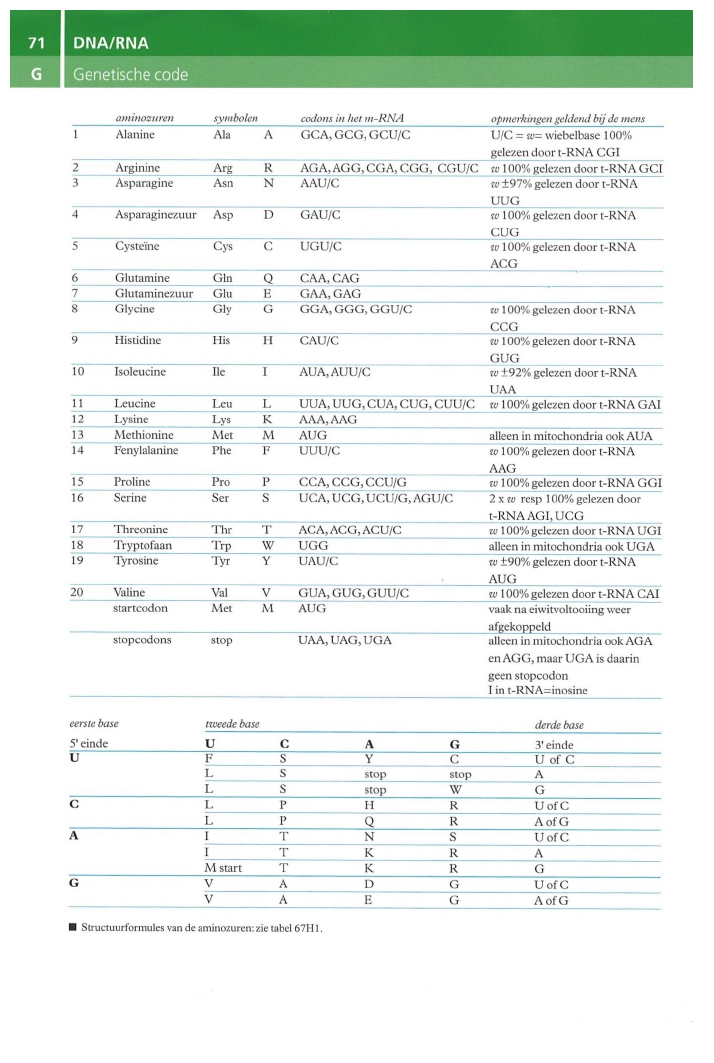 71 DNA/RNA
G Genetische code
aminozuren symbolen codons in het m-RNA opmerkingen geldend bij de mens
1 Alanine Ala A GCA, GCG, GCU/C U/C = w= wiebelbase 100%
gelezen door t-RNA CGI
2 Arginine Arg R AGA, AGG, CGA, CGG, CGU/C w 100% gelezen door t-RNA GCI
3 Asparagine Asn N AAU/C w ±97% gelezen door t-RNA
UUG
4 Asparaginezuur Asp D GAU/C w 100% gelezen door t-RNA
CUG
5 Cysteïne Cys C UGU/C w 100% gelezen door t-RNA
ACG
6 Glutamine Gln Q CAA, CAG
7 Glutaminezuur Glu E GAA, GAG
8 Glycine Gly G GGA, GGG, GGU/C w 100% gelezen door t-RNA
CCG
9 Histidine His H CAU/C w 100% gelezen door t-RNA
GUG
10 Isoleucine Ile I AUA, AUU/C w ±92% gelezen door t-RNA
UAA
11 Leucine Leu L UUA, UUG, CUA, CUG, CUU/C w 100% gelezen door t-RNA GAI
12 Lysine Lys K AAA, AAG
13 Methionine Met M AUG alleen in mitochondria ook AUA
14 Fenylalanine Phe F UUU/C w 100% gelezen door t-RNA
AAG
15 Proline Pro P CCA, CCG, CCU/G w 100% gelezen door t-RNA GGI
16 Serine Ser S UCA, UCG, UCU/G, AGU/C 2 x w resp 100% gelezen door
t-RNA AGI, UCG
17 Threonine Thr T ACA, ACG, ACU/C w 100% gelezen door t-RNA UGI
18 Tryptofaan Trp W UGG alleen in mitochondria ook UGA
19 Tyrosine Tyr Y UAU/C w ±90% gelezen door t-RNA
AUG
20 Valine Val V GUA, GUG, GUU/C w 100% gelezen door t-RNA CAI
startcodon Met M AUG vaak na eiwitvoltooiing weer
afgekoppeld
stopcodons stop UAA, UAG, UGA alleen in mitochondria ook AGA
en AGG, maar UGA is daarin
geen stopcodon
I in t-RNA=inosine
eerste base tweede base derde base
5' einde U C A G 3' einde
U F S Y C U of C
L S stop stop A
L S stop W G
C L P H R U of C
L P Q R A of G
A I T N S U of C
I T K R A
M start T K R G
G V A D G U of C
V A E G A of G
■ Structuurformules van de aminozuren: zie tabel 67H1.